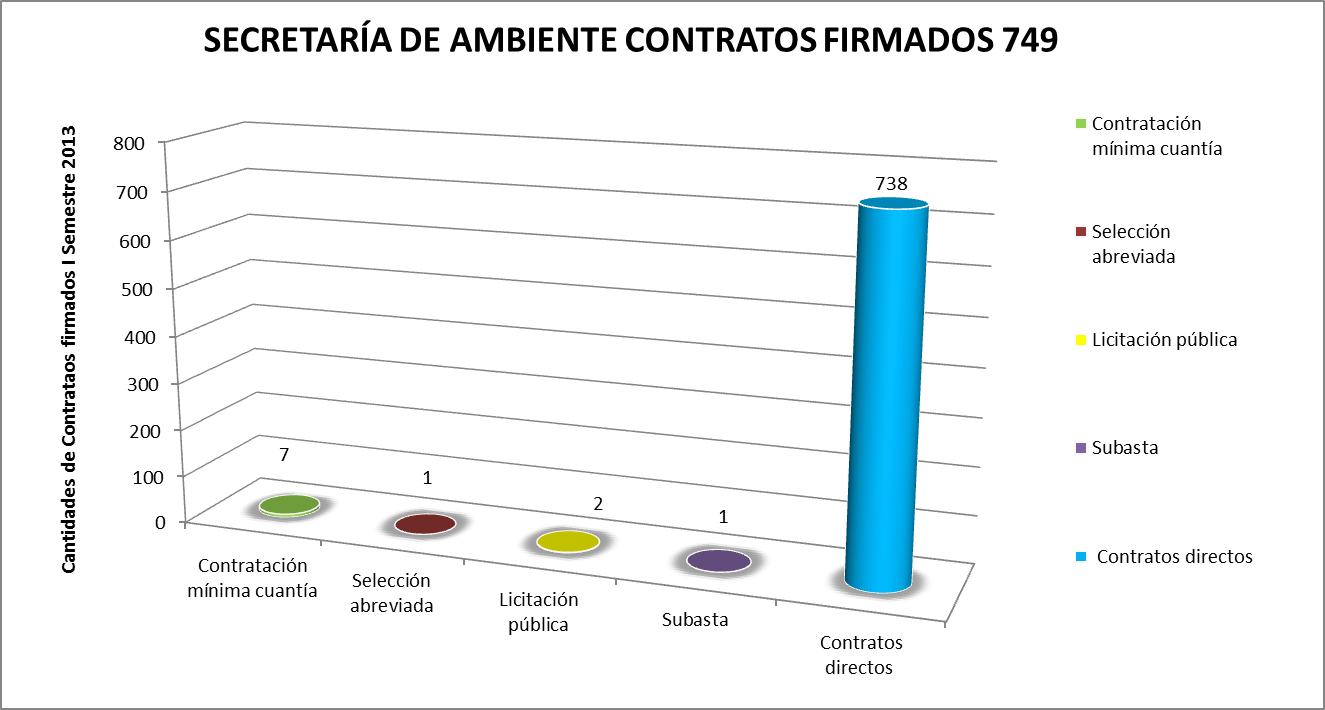 SECRETARÍA DE AMBIENTE CONTRATOS FIRMADOS 749
Cantidades de Contrataos firmados I Semestre 2013
800
700
600
500
400
300
200
100
0
7
1
2
1
738
Contratación
mínima cuantía
Selección
abreviada
Licitación
pública
Subasta
Contratos
directos
Contratación
mínima cuantía
Selección
abreviada
Licitación pública
Subasta
Contratos directos